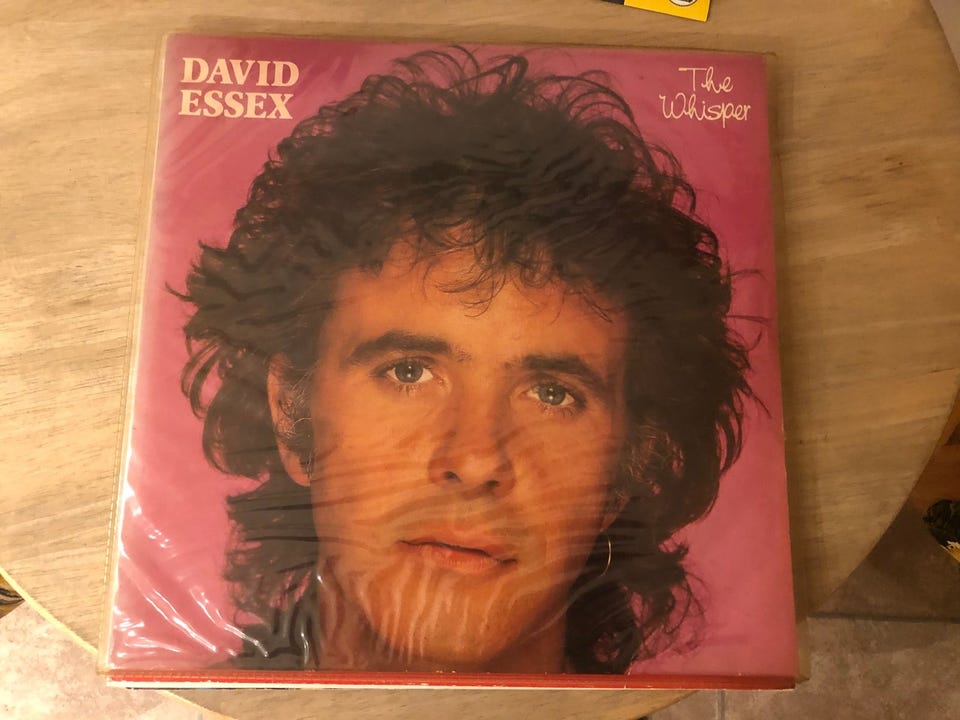 DAVID
ESSEX
The
Whisper